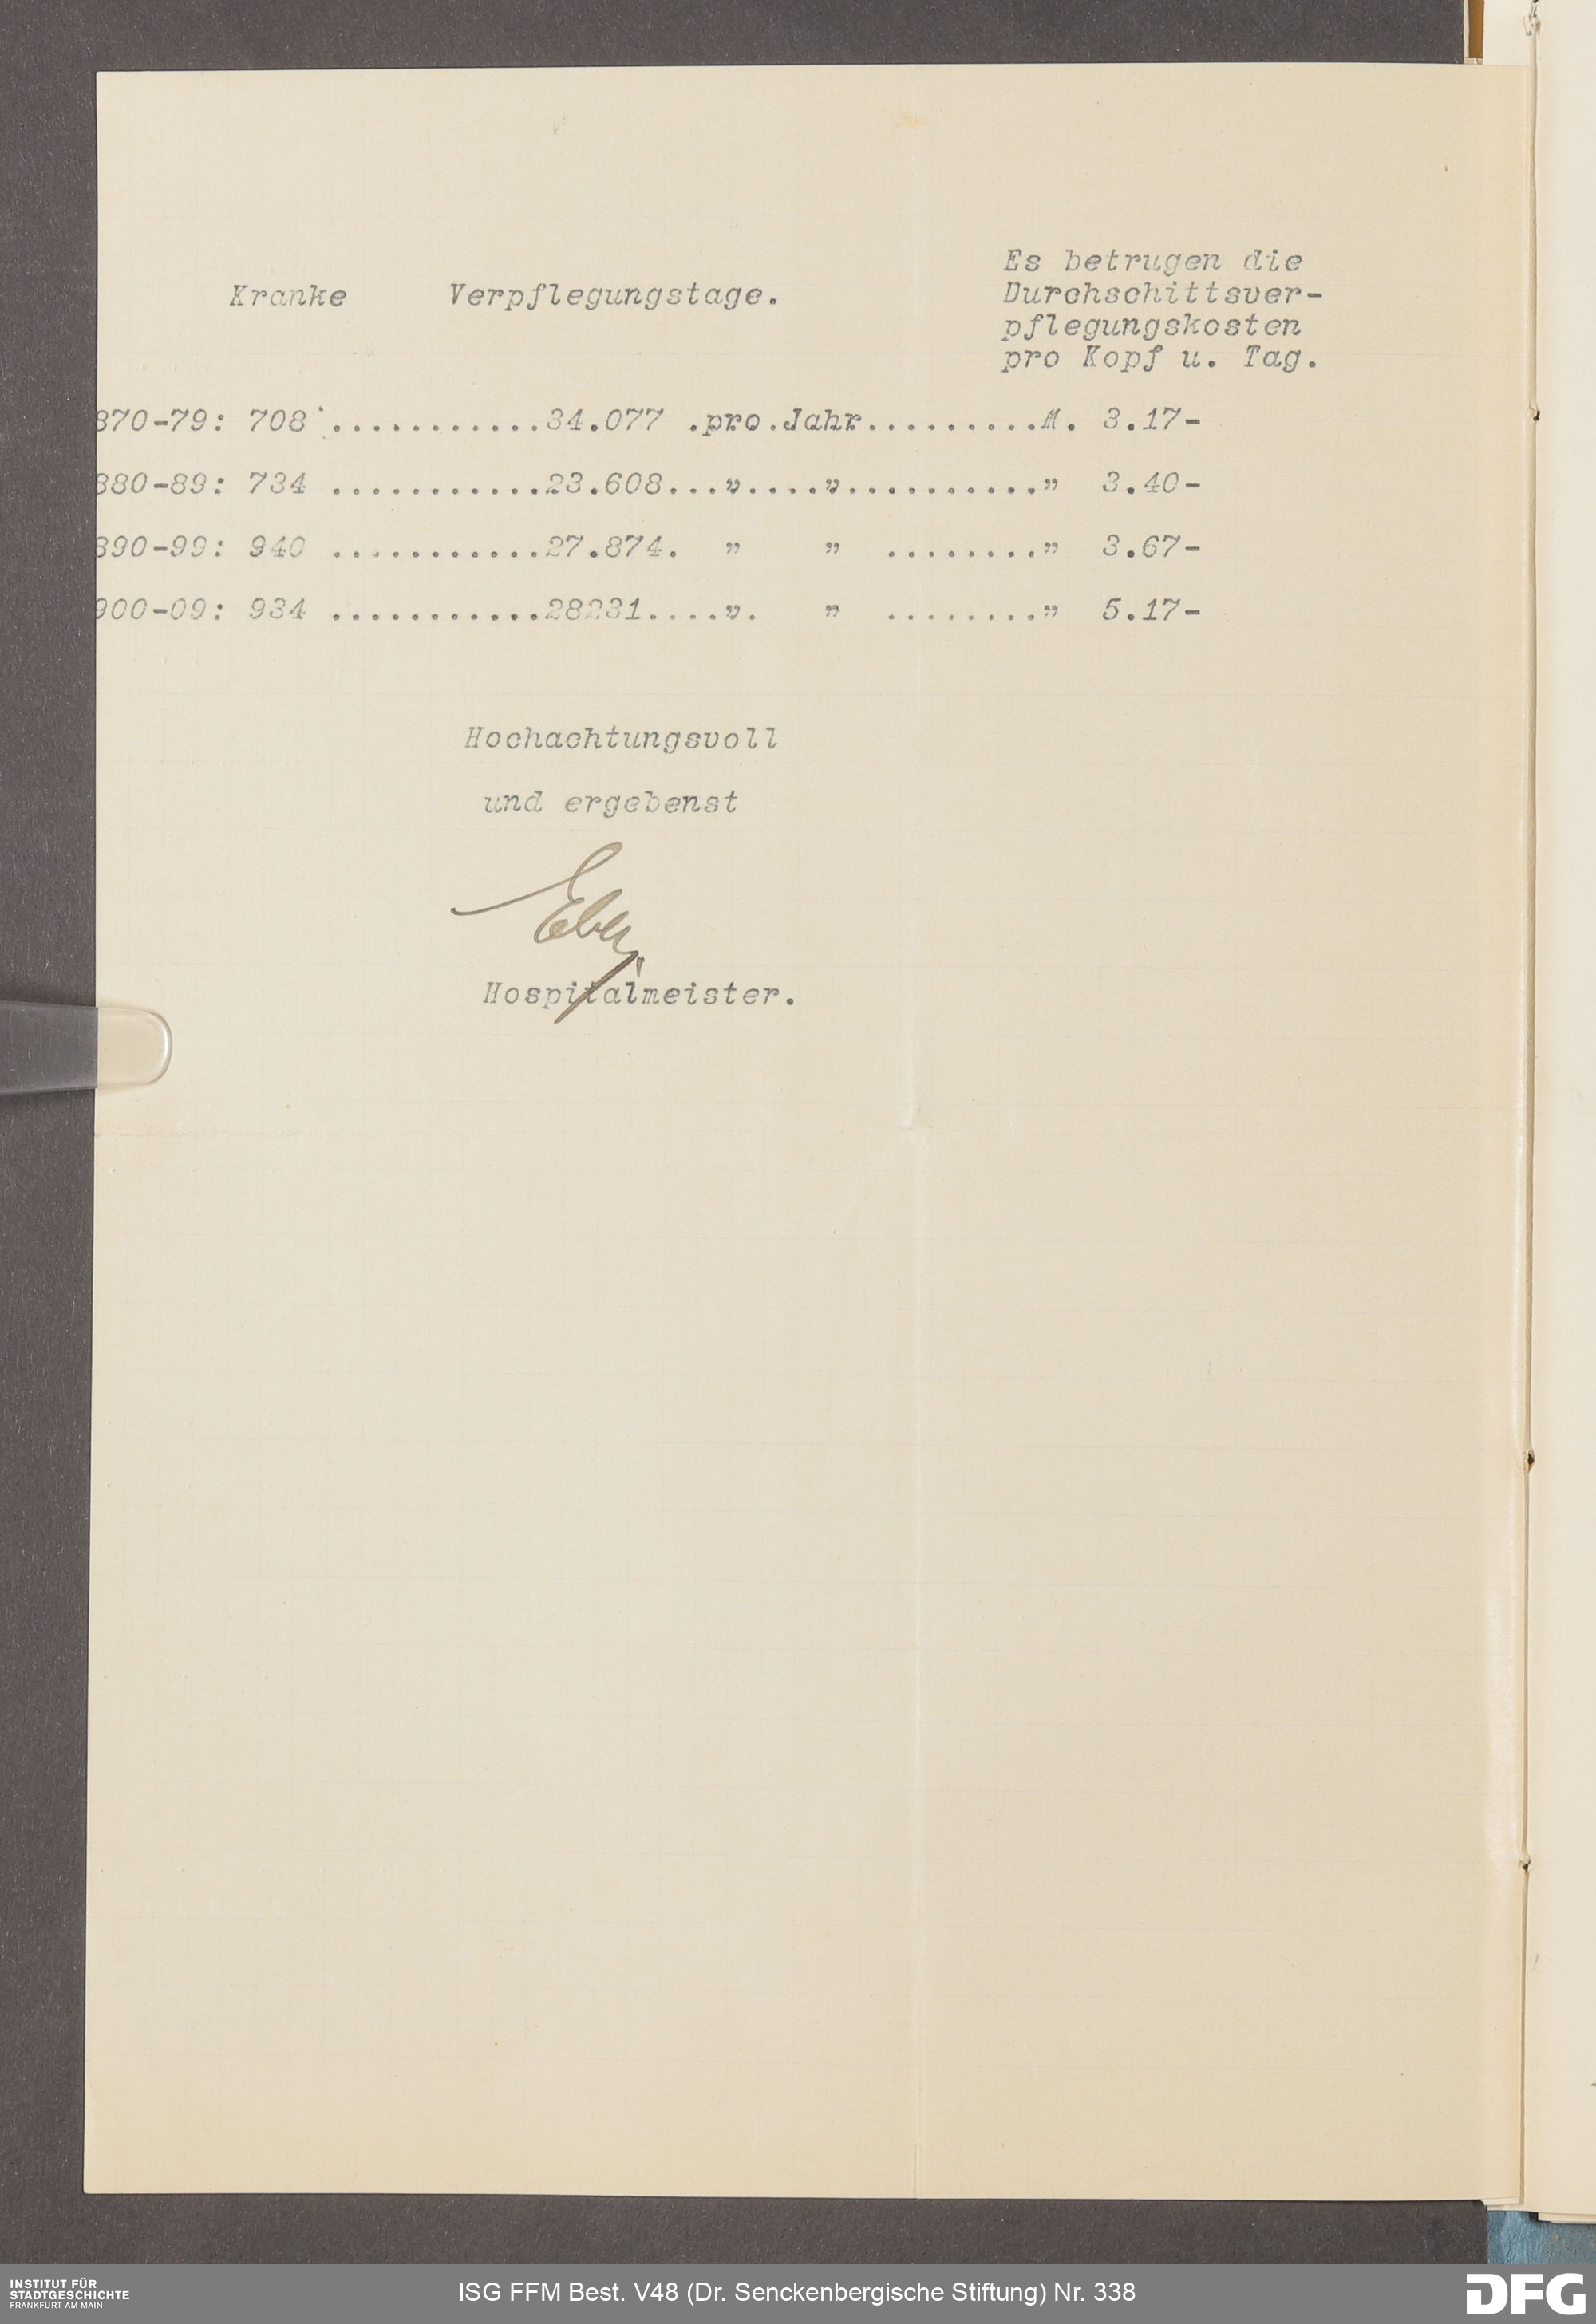 Kranke Verpflegungstage. Es betrugen die
Durchschittsver-
pflegungskosten
pro Kopf u. Tag.
870-79: 708 ...........34.077 .pro.Jahr.........M. 3.17-
880-89: 734 ...........23.608...”....”..........” 3.40-
890-99: 940 ...........27.874. ” ” ........” 3.67-
900-09: 934 ...........28231....”. ” ........” 5.17-
Hochachtungsvoll
und ergebenst
Hospitalmeister.
INSTITUT FÜR
STADTGESCHICHTE
FRANKFURT AM MAIN
ISG FFM Best. V48 (Dr. Senckenbergische Stiftung) Nr. 338
DFG